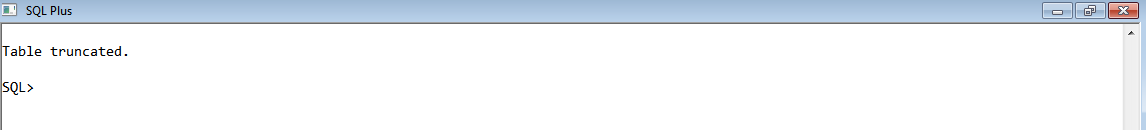 SQL Plus
Table truncated.
SQL>